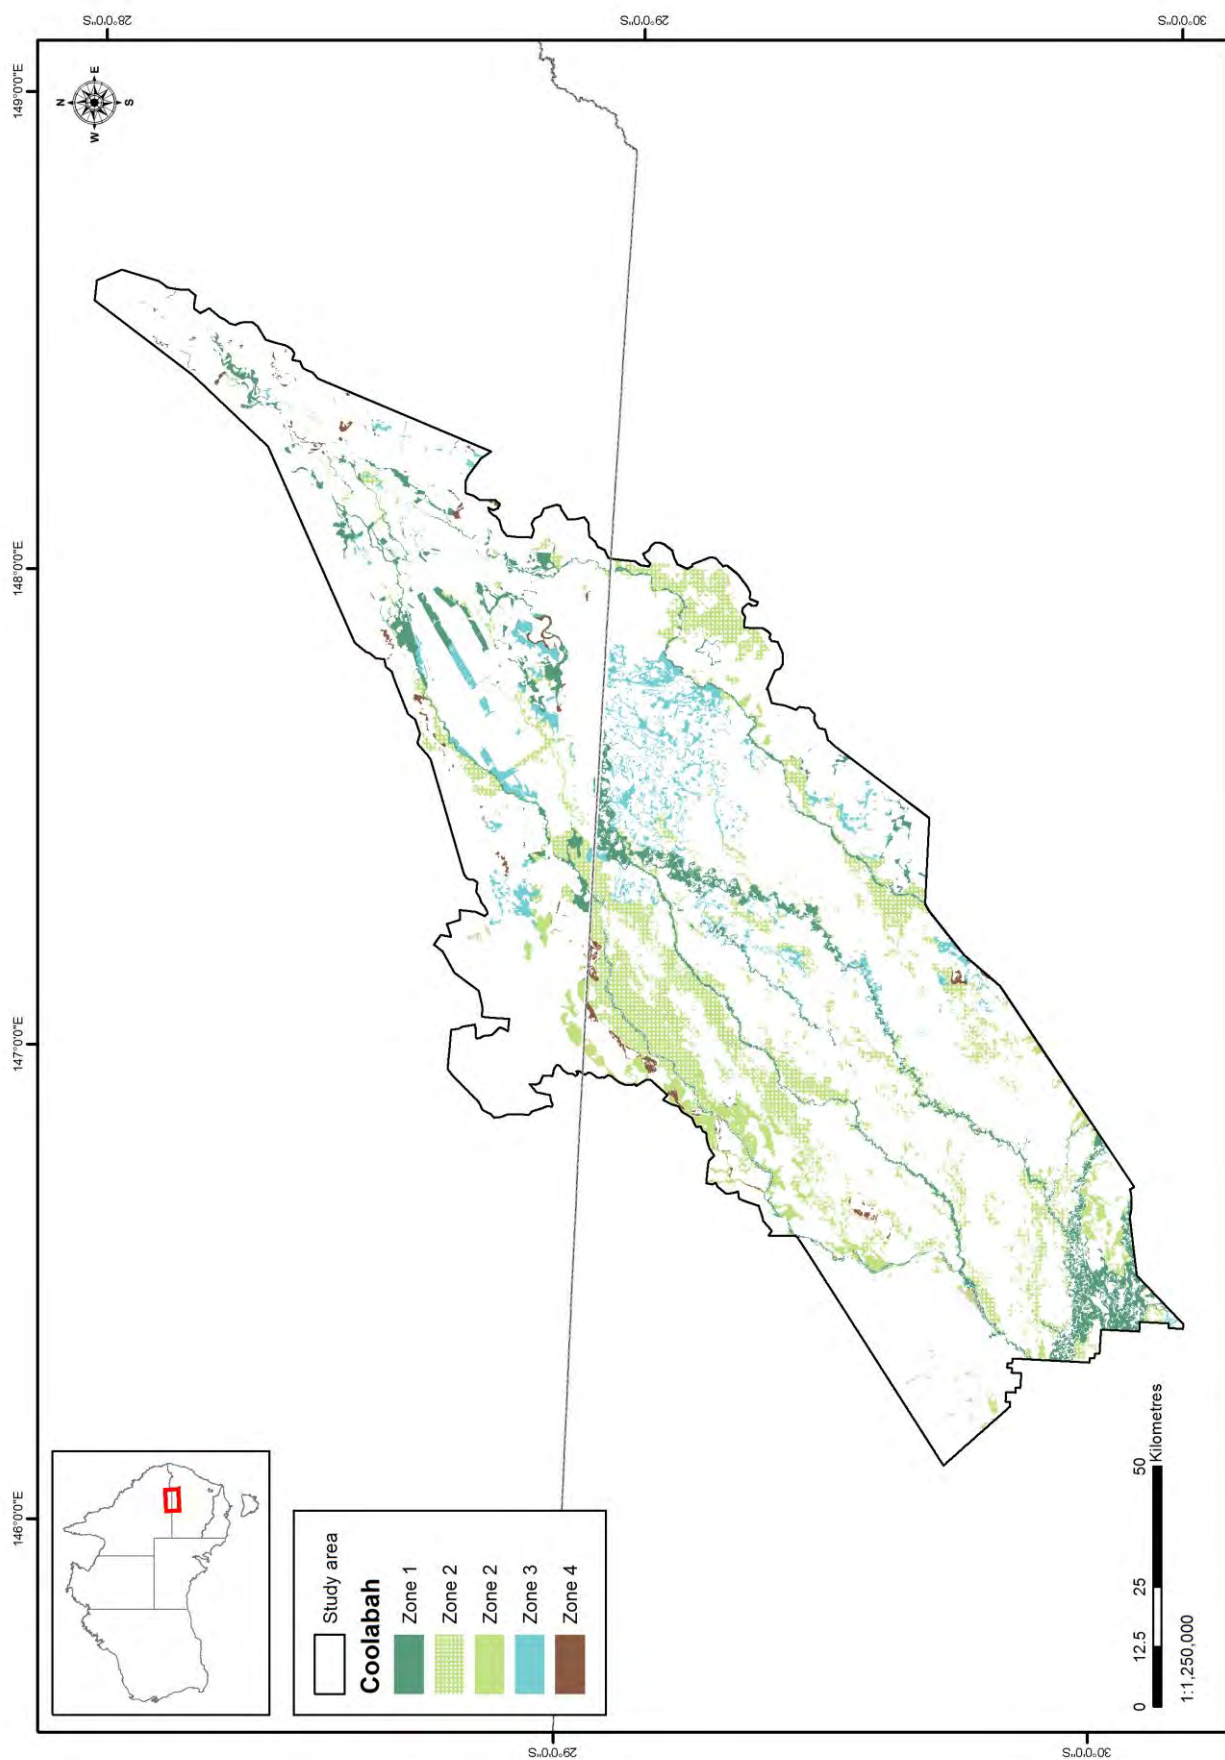 146°0'0"E
147°0'0"E
148°0'0"E
149°0'0"E
28°0'0"S
29°0'0"S
30°0'0"S
29°0'0"S
30°0'0"S
N
W
E
S
Study area
Coolabah
Zone 1
Zone 2
Zone 2
Zone 3
Zone 4
0
12.5
25
50
Kilometres
1:1,250,000